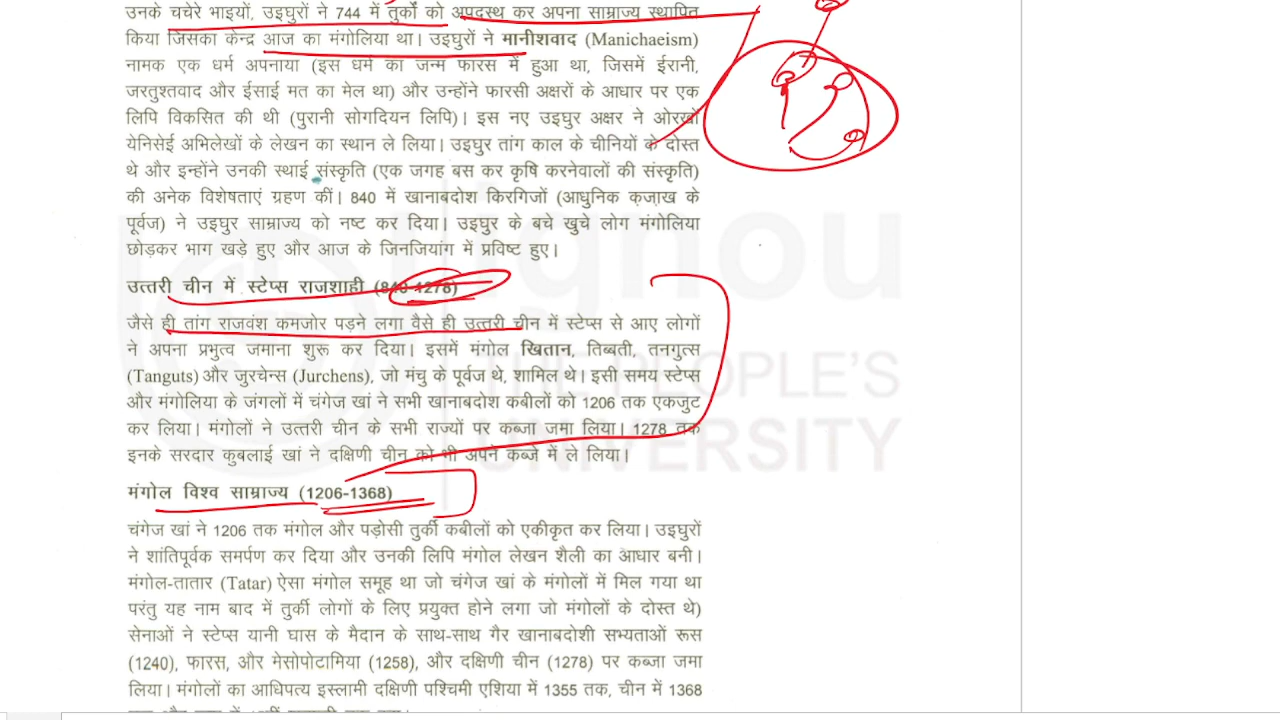 उनके चचेरे भाइयों, उइघुरों ने 744 में तुर्कों को अपदस्थ कर अपना साम्राज्य स्थापित
किया जिसका केन्द्र आज का मंगोलिया था। उइघुरों ने मानीशवाद (Manichaeism)
नामक एक धर्म अपनाया (इस धर्म का जन्म फारस में हुआ था, जिसमें ईरानी,
जरतुश्तवाद और ईसाई मत का मेल था) और उन्होंने फारसी अक्षरों के आधार पर एक
लिपि विकसित की थी (पुरानी सोगदियन लिपि)। इस नए उइघुर अक्षर ने ओरखों
येनिसेई अभिलेखों के लेखन का स्थान ले लिया। उइघुर तांग काल के चीनियों के दोस्त
थे और इन्होंने उनकी स्थाई संस्कृति (एक जगह बस कर कृषि करनेवालों की संस्कृति)
की अनेक विशेषताएं ग्रहण कीं। 840 में खानाबदोश किरगिजों (आधुनिक कज़ाख के
पूर्वज) ने उइघुर साम्राज्य को नष्ट कर दिया। उइघुर के बचे खुचे लोग मंगोलिया
छोड़कर भाग खड़े हुए और आज के जिनजियांग में प्रविष्ट हुए।
उत्तरी चीन में स्टेप्स राजशाही (840-1278)
जैसे ही तांग राजवंश कमजोर पड़ने लगा वैसे ही उत्तरी चीन में स्टेप्स से आए लोगों
ने अपना प्रभुत्व जमाना शुरू कर दिया। इसमें मंगोल खितान, तिब्बती, तनगुत्स
(Tanguts) और जुरचेन्स (Jurchens), जो मंचु के पूर्वज थे, शामिल थे। इसी समय स्टेप्स
और मंगोलिया के जंगलों में चंगेज खां ने सभी खानाबदोश कबीलों को 1206 तक एकजुट
कर लिया। मंगोलों ने उत्तरी चीन के सभी राज्यों पर कब्जा जमा लिया। 1278 तक
इनके सरदार कुबलाई खां ने दक्षिणी चीन को भी अपने कब्जे में ले लिया।
मंगोल विश्व साम्राज्य (1206-1368)
चंगेज खां ने 1206 तक मंगोल और पड़ोसी तुर्की कबीलों को एकीकृत कर लिया। उइघुरों
ने शांतिपूर्वक समर्पण कर दिया और उनकी लिपि मंगोल लेखन शैली का आधार बनी।
मंगोल-तातार (Tatar) ऐसा मंगोल समूह था जो चंगेज खां के मंगोलों में मिल गया था
परंतु यह नाम बाद में तुर्की लोगों के लिए प्रयुक्त होने लगा जो मंगोलों के दोस्त थे)
सेनाओं ने स्टेप्स यानी घास के मैदान के साथ-साथ गैर खानाबदोशी सभ्यताओं रूस
(1240), फारस, और मेसोपोटामिया (1258), और दक्षिणी चीन (1278) पर कब्जा जमा
लिया। मंगोलों का आधिपत्य इस्लामी दक्षिणी पश्चिमी एशिया में 1355 तक, चीन में 1368
ignou
THE PEOPLE'S
UNIVERSITY